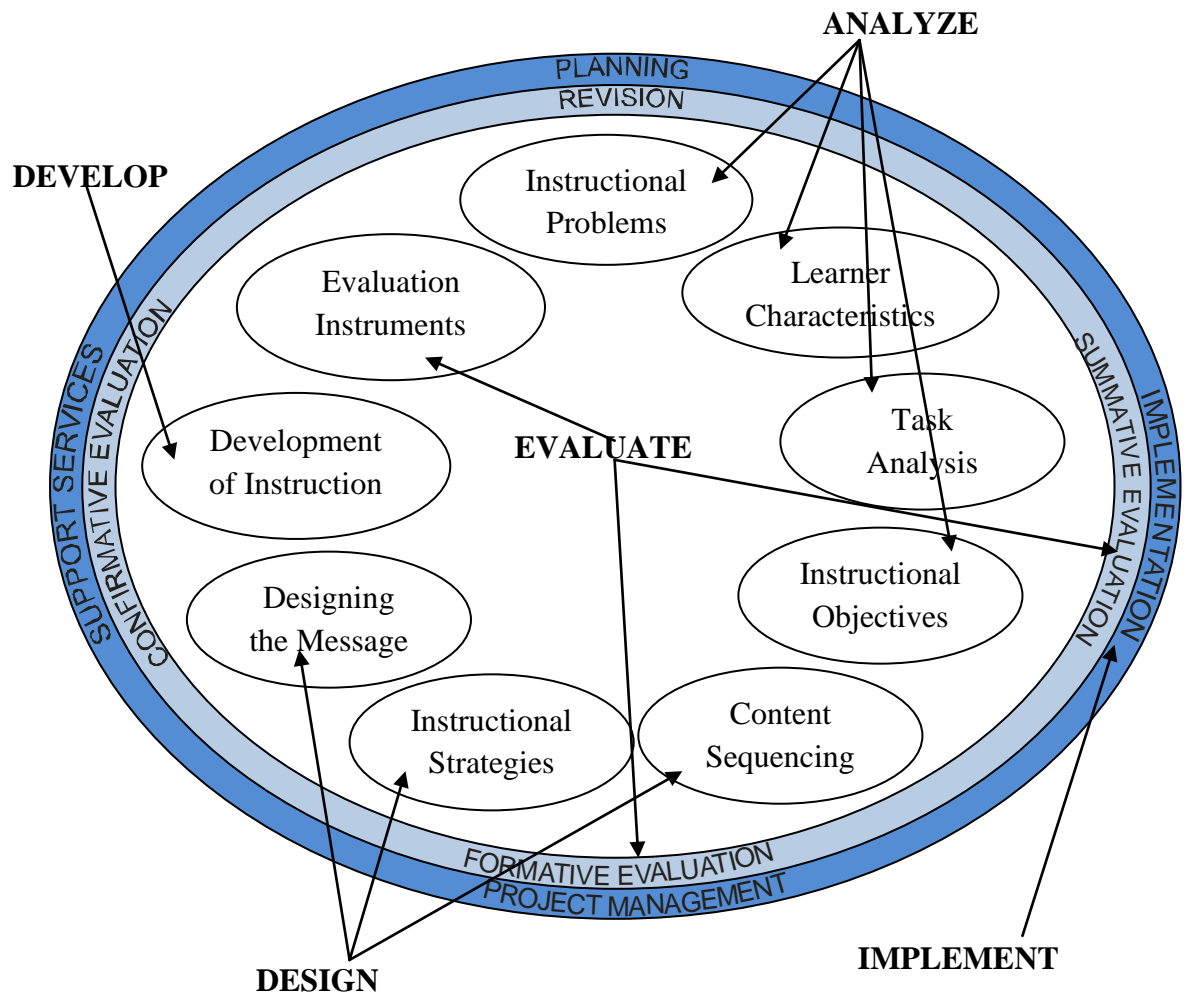 ANALYZE
PLANNING
REVISION
DEVELOP
Instructional
Problems
Evaluation
Instruments
Learner
Characteristics
SUPPORT SERVICES
CONFIRMATIVE EVALUATION
SUMMATIVE EVALUATION
IMPLEMENTATION
Development
of Instruction
EVALUATE
Task
Analysis
Designing
the Message
Instructional
Objectives
Instructional
Strategies
Content
Sequencing
FORMATIVE EVALUATION
PROJECT MANAGEMENT
DESIGN
IMPLEMENT